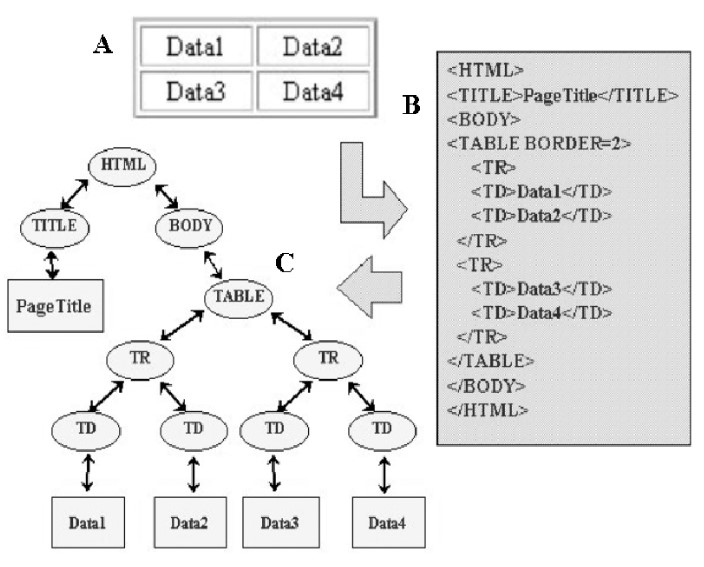 A
Data1 Data2
Data3 Data4
B
<HTML>
<TITLE>PageTitle</TITLE>
<BODY>
<TABLE BORDER=2>
<TR>
<TD>Data1</TD>
<TD>Data2</TD>
</TR>
<TR>
<TD>Data3</TD>
<TD>Data4</TD>
</TR>
</TABLE>
</BODY>
</HTML>
HTML
TITLE BODY
C
PageTitle TABLE
TR TR
TD TD TD TD
Data1 Data2 Data3 Data4